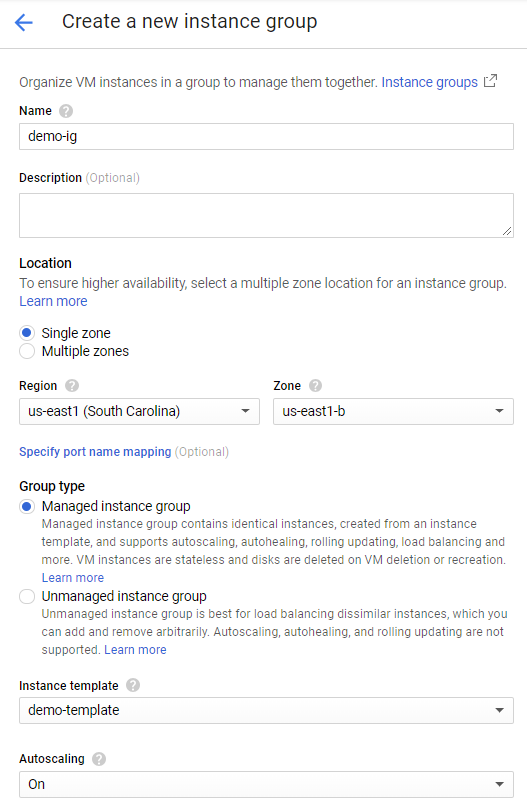 Create a new instance group
Organize VM instances in a group to manage them together. Instance groups
Name
demo-ig
Description (Optional)
Location
To ensure higher availability, select a multiple zone location for an instance group.
Learn more
Single zone
Multiple zones
Region Zone
us-east1 (South Carolina) us-east1-b
Specify port name mapping (Optional)
Group type
Managed instance group
Managed instance group contains identical instances, created from an instance
template, and supports autoscaling, autohealing, rolling updating, load balancing and
more. VM instances are stateless and disks are deleted on VM deletion or recreation.
Learn more
Unmanaged instance group
Unmanaged instance group is best for load balancing dissimilar instances, which you
can add and remove arbitrarily. Autoscaling, autohealing, and rolling updating are not
supported. Learn more
Instance template
demo-template
Autoscaling
On